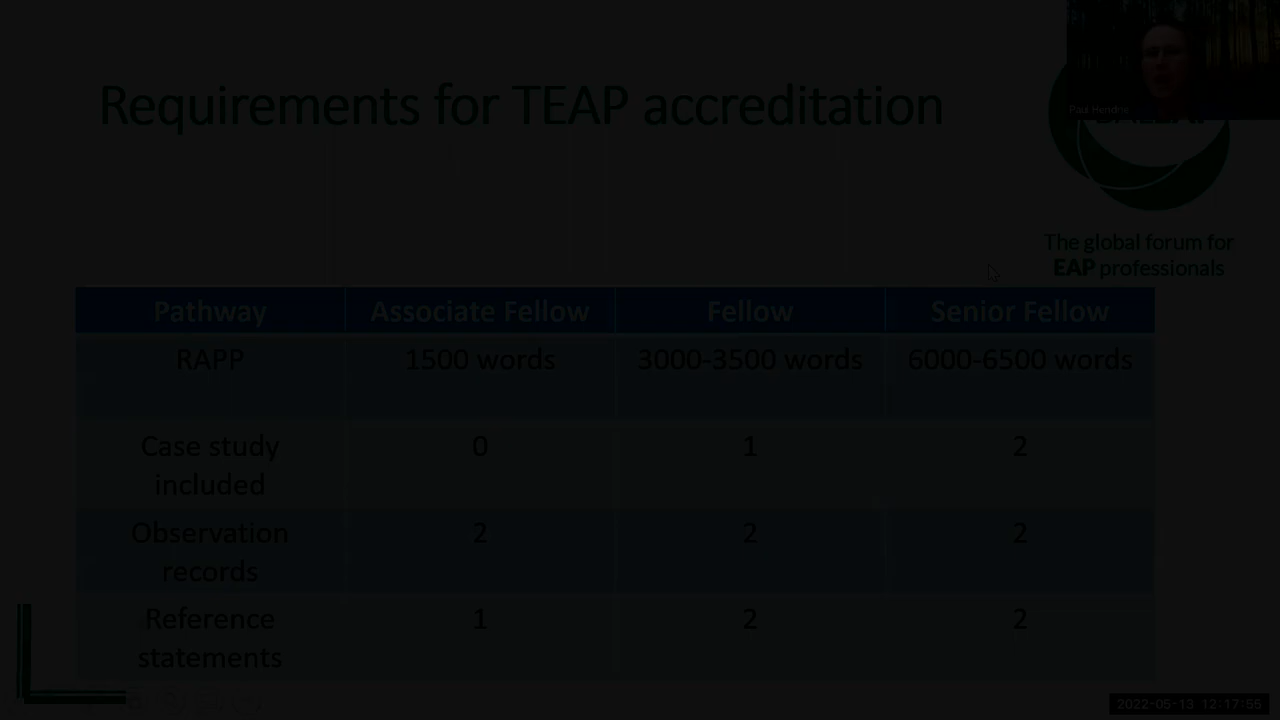 Requirements for TEAP accreditation
The global forum for
EAP professionals
Pathway Associate Fellow Fellow Senior Fellow
RAPP 1500 words 3000-3500 words 6000-6500 words
Case study included 0 1 2
Observation records 2 2 2
Reference statements 1 2 2
2022-05-13 12:17:55